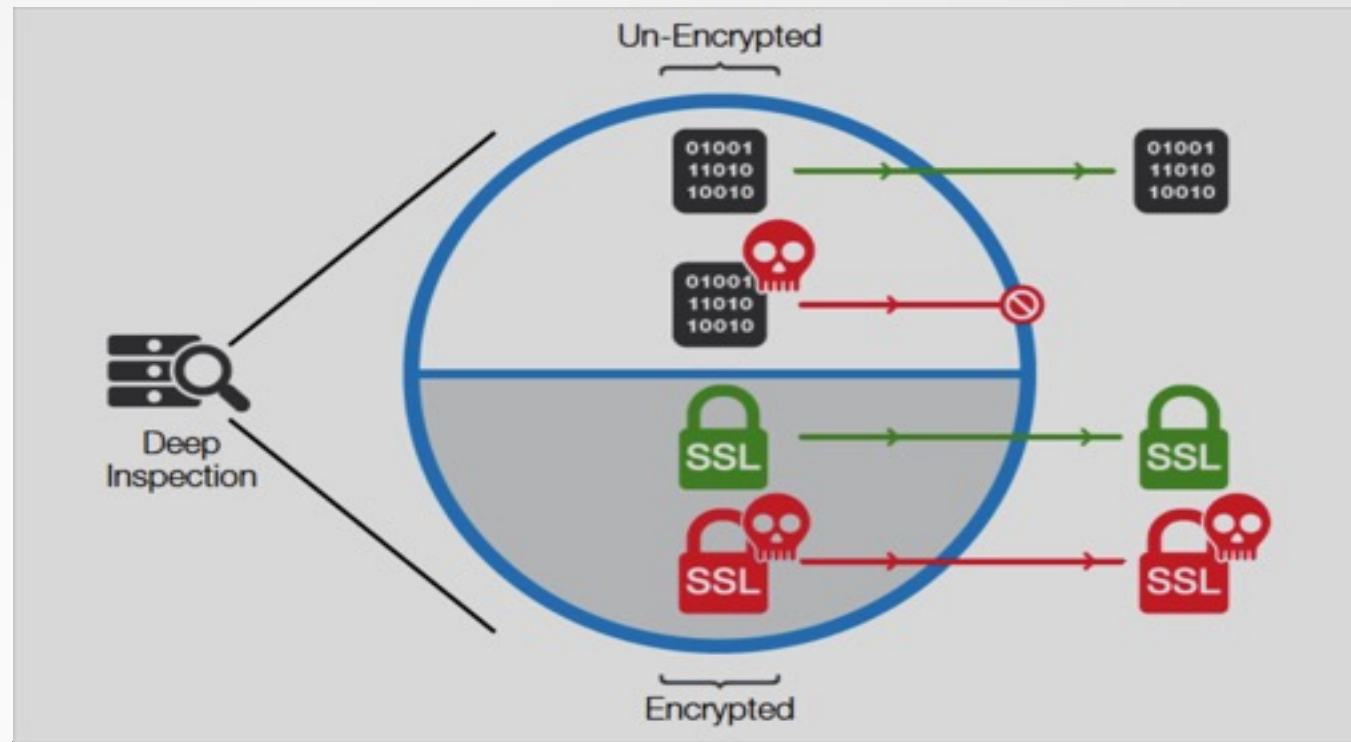 Un-Encrypted
01001
11010
10010
01001
11010
10010
01001
11010
10010
Deep
Inspection
SSL
SSL
SSL
SSL
Encrypted